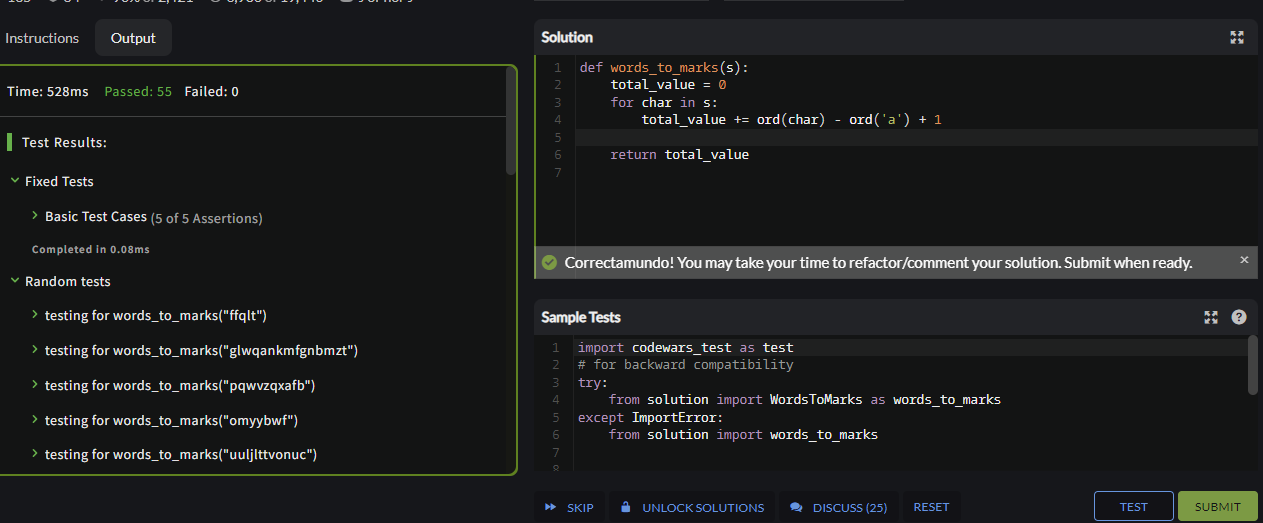 Instructions
Output
Time: 528ms Passed: 55 Failed: 0
Test Results:
Fixed Tests
Basic Test Cases (5 of 5 Assertions)
Completed in 0.08ms
Random tests
testing for words_to_marks("ffqlt")
testing for words_to_marks("glwqankmfgnbmzt")
testing for words_to_marks("pqwvzqxafb")
testing for words_to_marks("omyybwf")
testing for words_to_marks("uuljlttvonuc")
Solution
1 def words_to_marks(s):
2 total_value = 0
3 for char in s:
4 total_value += ord(char) - ord('a') + 1
5
6 return total_value
7
Correctamundo! You may take your time to refactor/comment your solution. Submit when ready.
Sample Tests
1 import codewars_test as test
2 # for backward compatibility
3 try:
4 from solution import WordsToMarks as words_to_marks
5 except ImportError:
6 from solution import words_to_marks
7
8
SKIP
UNLOCK SOLUTIONS
DISCUSS (25)
RESET
TEST
SUBMIT